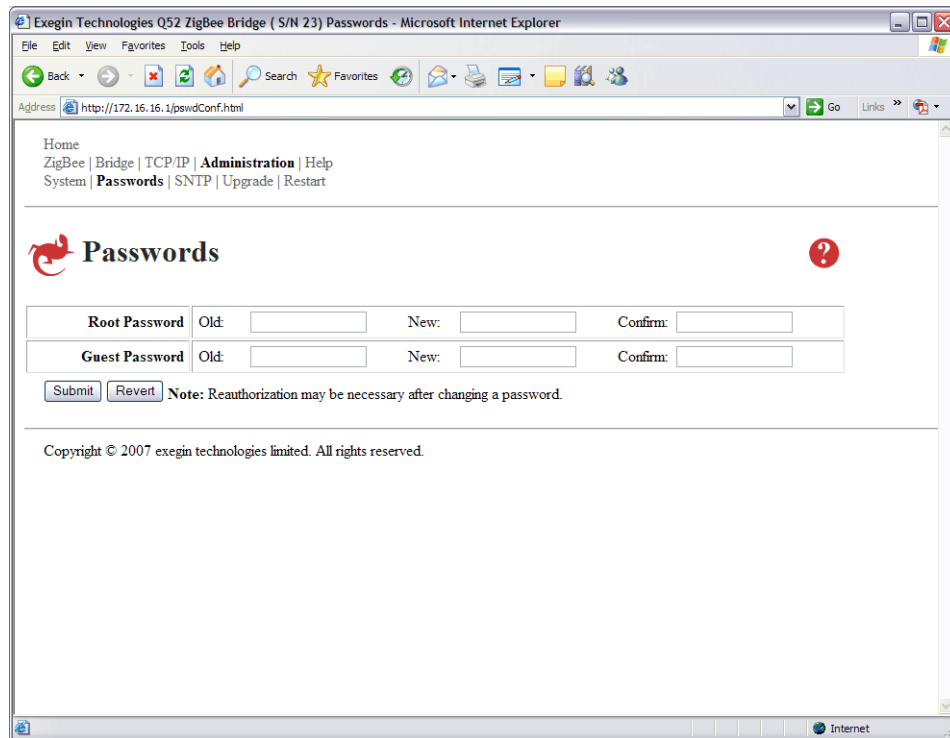 Exegin Technologies Q52 ZigBee Bridge ( S/N 23) Passwords - Microsoft Internet Explorer
File Edit View Favorites Tools Help
Back Search Favorites
Address http://172.16.16.1/pswdConf.html Go Links »
Home
ZigBee | Bridge | TCP/IP | Administration | Help
System | Passwords | SNTP | Upgrade | Restart
Passwords ?
Root Password Old: New: Confirm:
Guest Password Old: New: Confirm:
Submit Revert Note: Reauthorization may be necessary after changing a password.
Copyright © 2007 exegin technologies limited. All rights reserved.
Internet